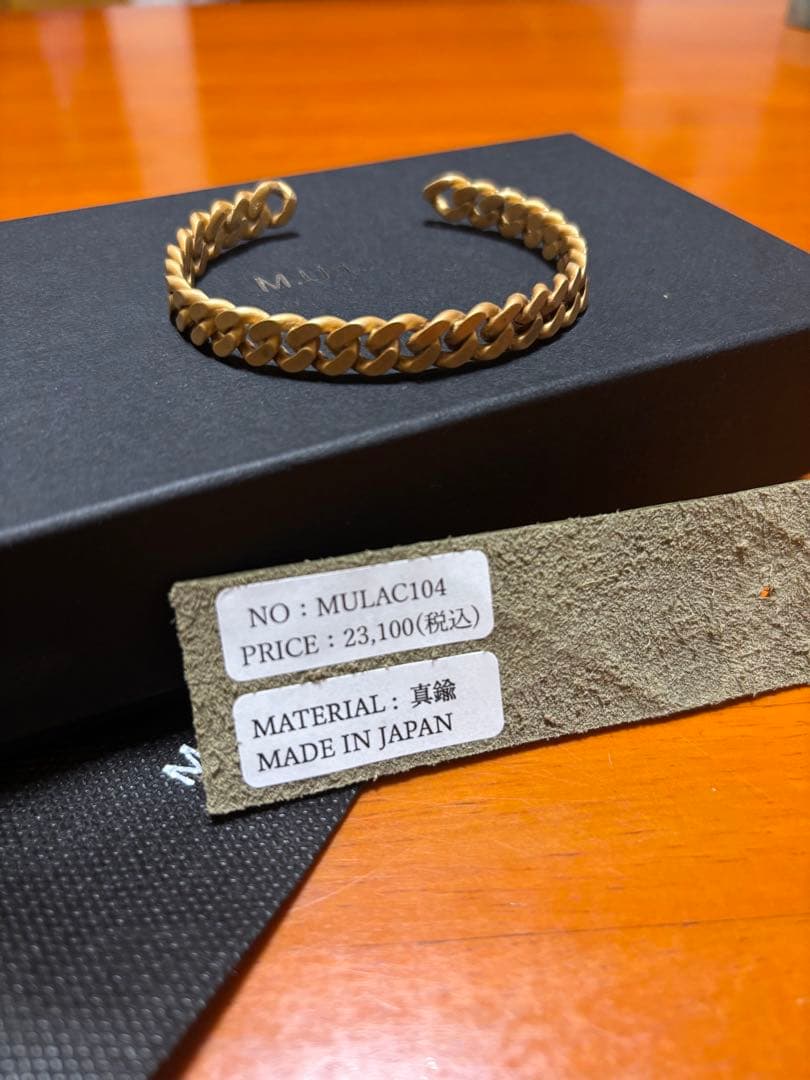 NO : MULAC104
PRICE : 23,100(税込)
MATERIAL : 真鍮
MADE IN JAPAN